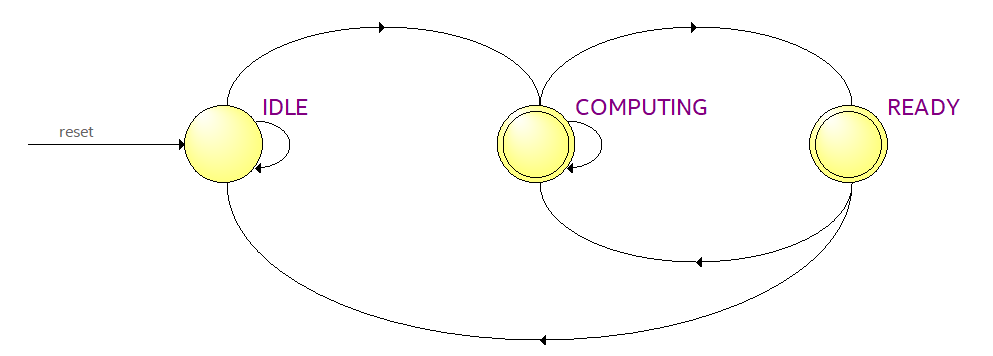 IDLE
COMPUTING
READY
reset